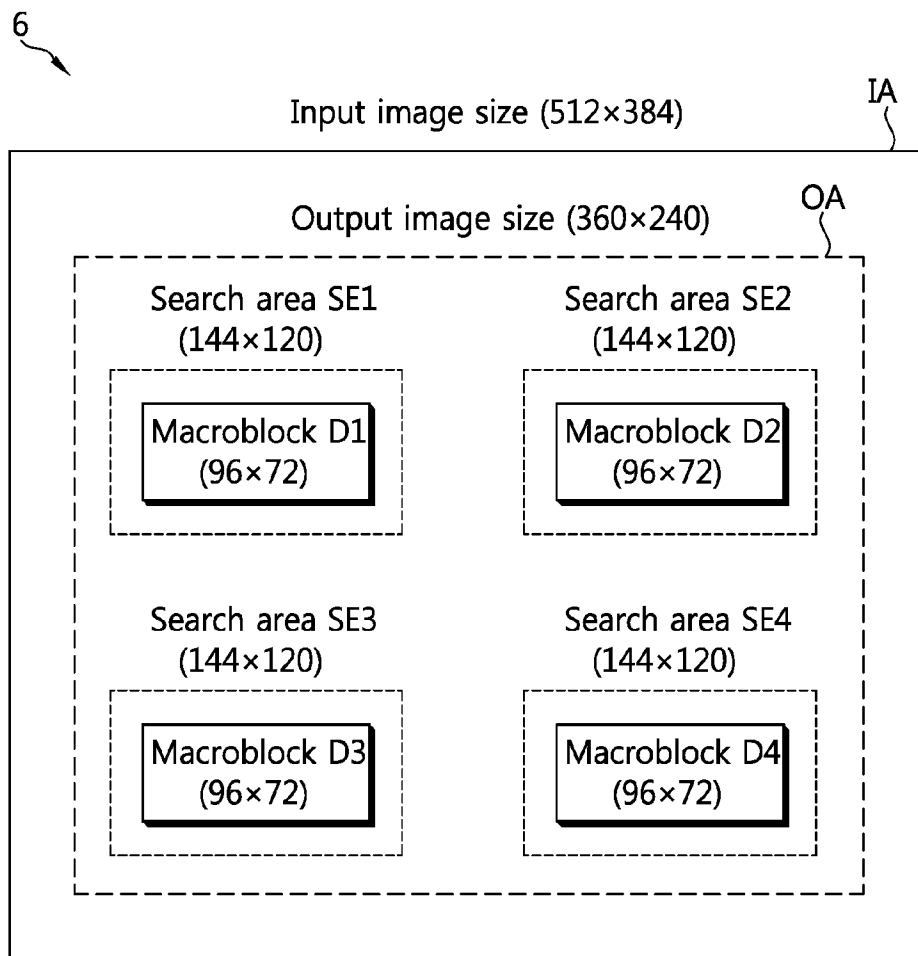 6
IA
Input image size (512×384)
OA
Output image size (360×240)
Search area SE1
(144×120)
Search area SE2
(144×120)
Macroblock D1
(96×72)
Macroblock D2
(96×72)
Search area SE3
(144×120)
Search area SE4
(144×120)
Macroblock D3
(96×72)
Macroblock D4
(96×72)